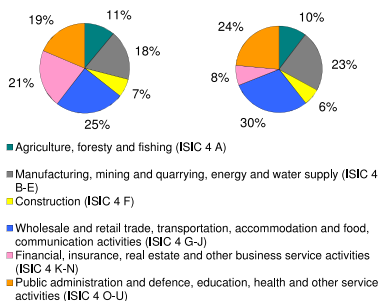 19%
11%
18%
7%
25%
21%
24%
10%
23%
6%
30%
8%
Agriculture, foresty and fishing (ISIC 4 A)
Manufacturing, mining and quarrying, energy and water supply (ISIC 4
B-E)
Construction (ISIC 4 F)
Wholesale and retail trade, transportation, accommodation and food,
communication activities (ISIC 4 G-J)
Financial, insurance, real estate and other business service activities
(ISIC 4 K-N)
Public administration and defence, education, health and other service
activities (ISIC 4 O-U)